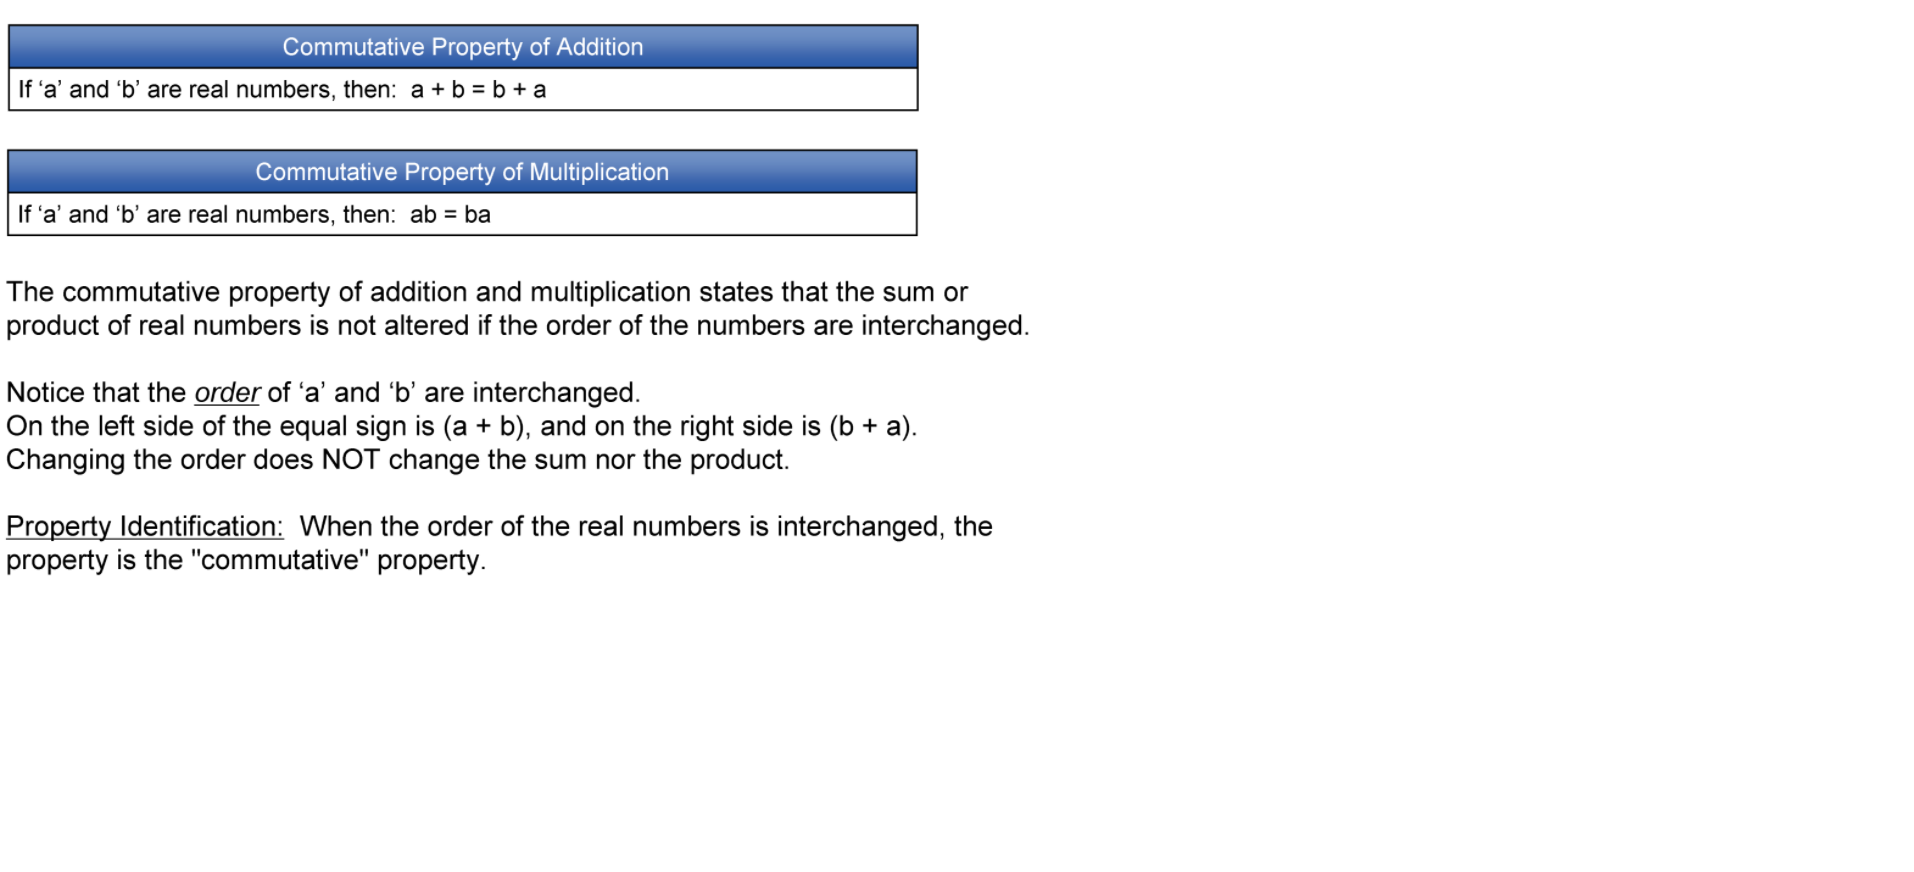 Commutative Property of Addition
If ‘a’ and ‘b’ are real numbers, then:  a + b = b + a
Commutative Property of Multiplication
If ‘a’ and ‘b’ are real numbers, then:  ab = ba
The commutative property of addition and multiplication states that the sum or
product of real numbers is not altered if the order of the numbers are interchanged.
Notice that the order of ‘a’ and ‘b’ are interchanged.
On the left side of the equal sign is (a + b), and on the right side is (b + a).
Changing the order does NOT change the sum nor the product.
Property Identification:  When the order of the real numbers is interchanged, the
property is the "commutative" property.